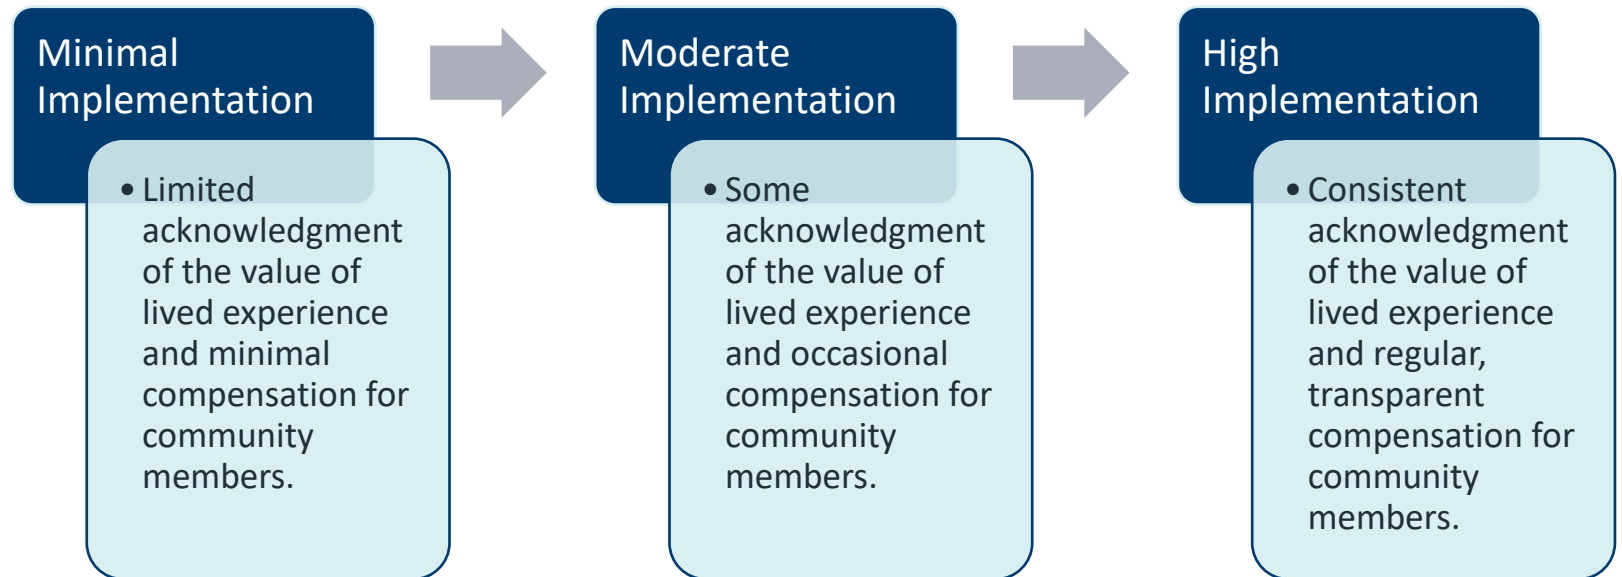 Minimal
Implementation
• Limited
acknowledgment
of the value of
lived experience
and minimal
compensation for
community
members.
Moderate
Implementation
• Some
acknowledgment
of the value of
lived experience
and occasional
compensation for
community
members.
High
Implementation
• Consistent
acknowledgment
of the value of
lived experience
and regular,
transparent
compensation for
community
members.